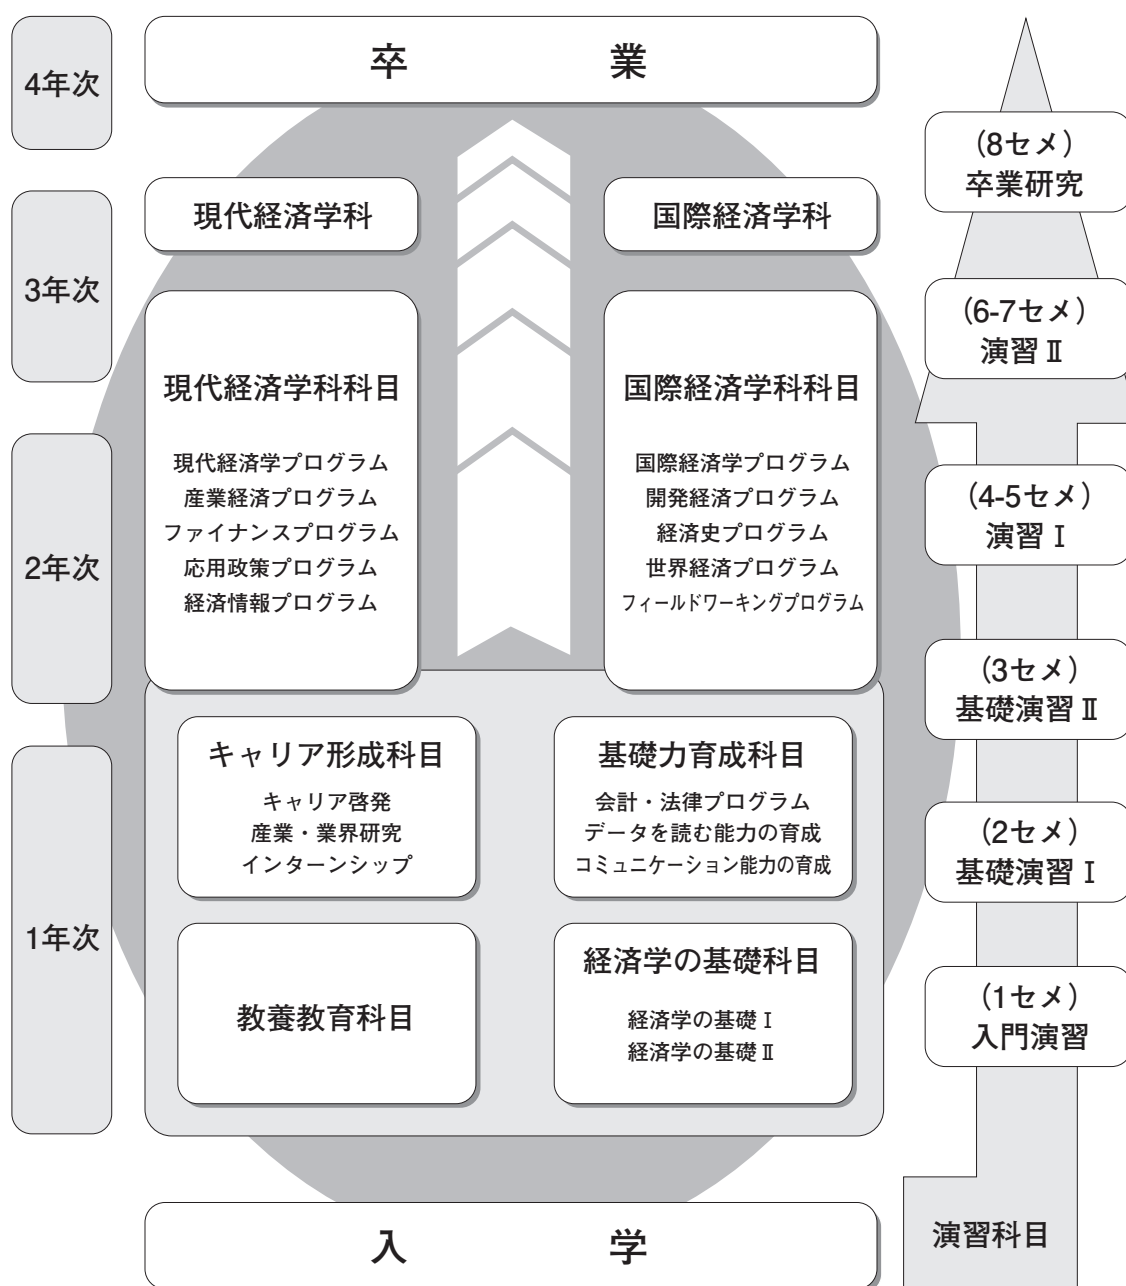 4年次
卒業
(8セメ)
卒業研究
3年次
現代経済学科
国際経済学科
(6-7セメ)
演習Ⅱ
現代経済学科科目
現代経済学プログラム
産業経済プログラム
ファイナンスプログラム
応用政策プログラム
経済情報プログラム
国際経済学科科目
国際経済学プログラム
開発経済プログラム
経済史プログラム
世界経済プログラム
フィールドワーキングプログラム
2年次
(4-5セメ)
演習Ⅰ
(3セメ)
基礎演習Ⅱ
キャリア形成科目
キャリア啓発
産業・業界研究
インターンシップ
基礎力育成科目
会計・法律プログラム
データを読む能力の育成
コミュニケーション能力の育成
(2セメ)
基礎演習Ⅰ
1年次
教養教育科目
経済学の基礎科目
経済学の基礎Ⅰ
経済学の基礎Ⅱ
(1セメ)
入門演習
入学
演習科目